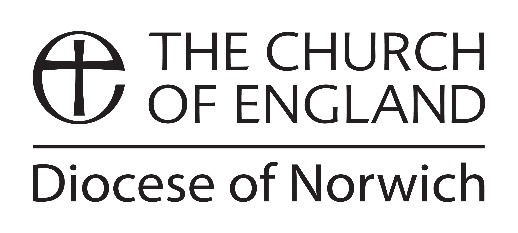 THE CHURCH
OF ENGLAND
Diocese of Norwich